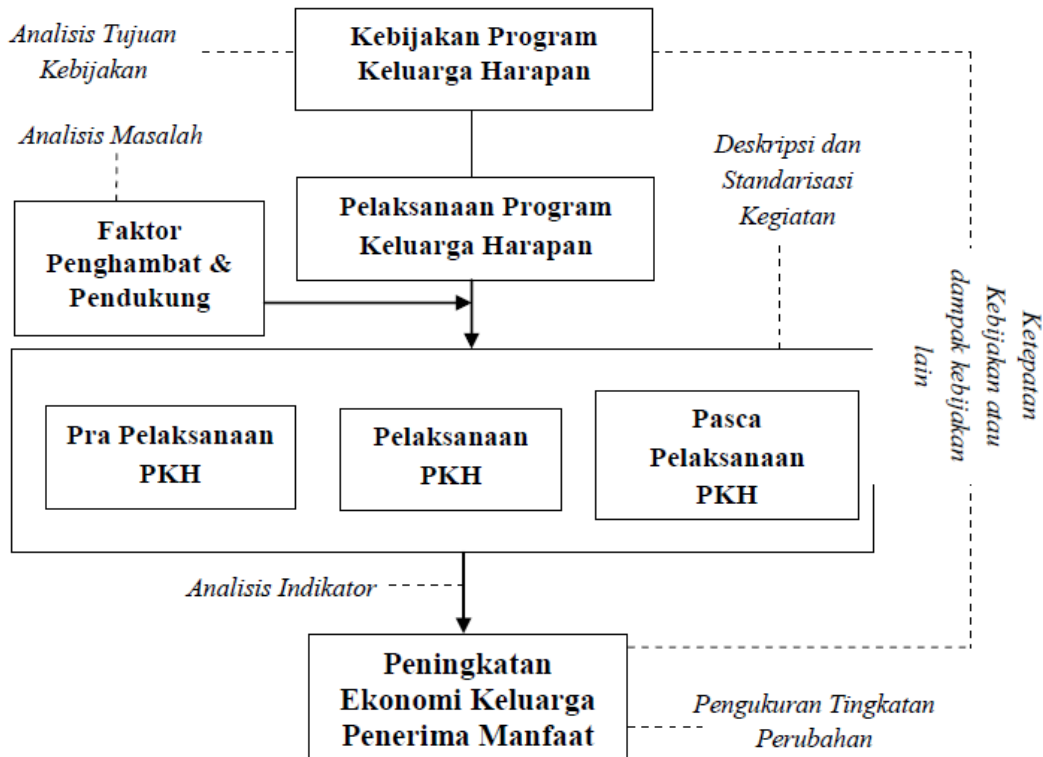 Analisis Tujuan
Kebijakan
Kebijakan Program
Keluarga Harapan
Analisis Masalah
Deskripsi dan
Standarisasi
Kegiatan
Pelaksanaan Program
Keluarga Harapan
Faktor
Penghambat &
Pendukung
Ketepatan
Kebijakan atau
dampak kebijakan
lain
Pra Pelaksanaan
PKH
Pelaksanaan
PKH
Pasca
Pelaksanaan
PKH
Analisis Indikator
Peningkatan
Ekonomi Keluarga
Penerima Manfaat
Pengukuran Tingkatan
Perubahan